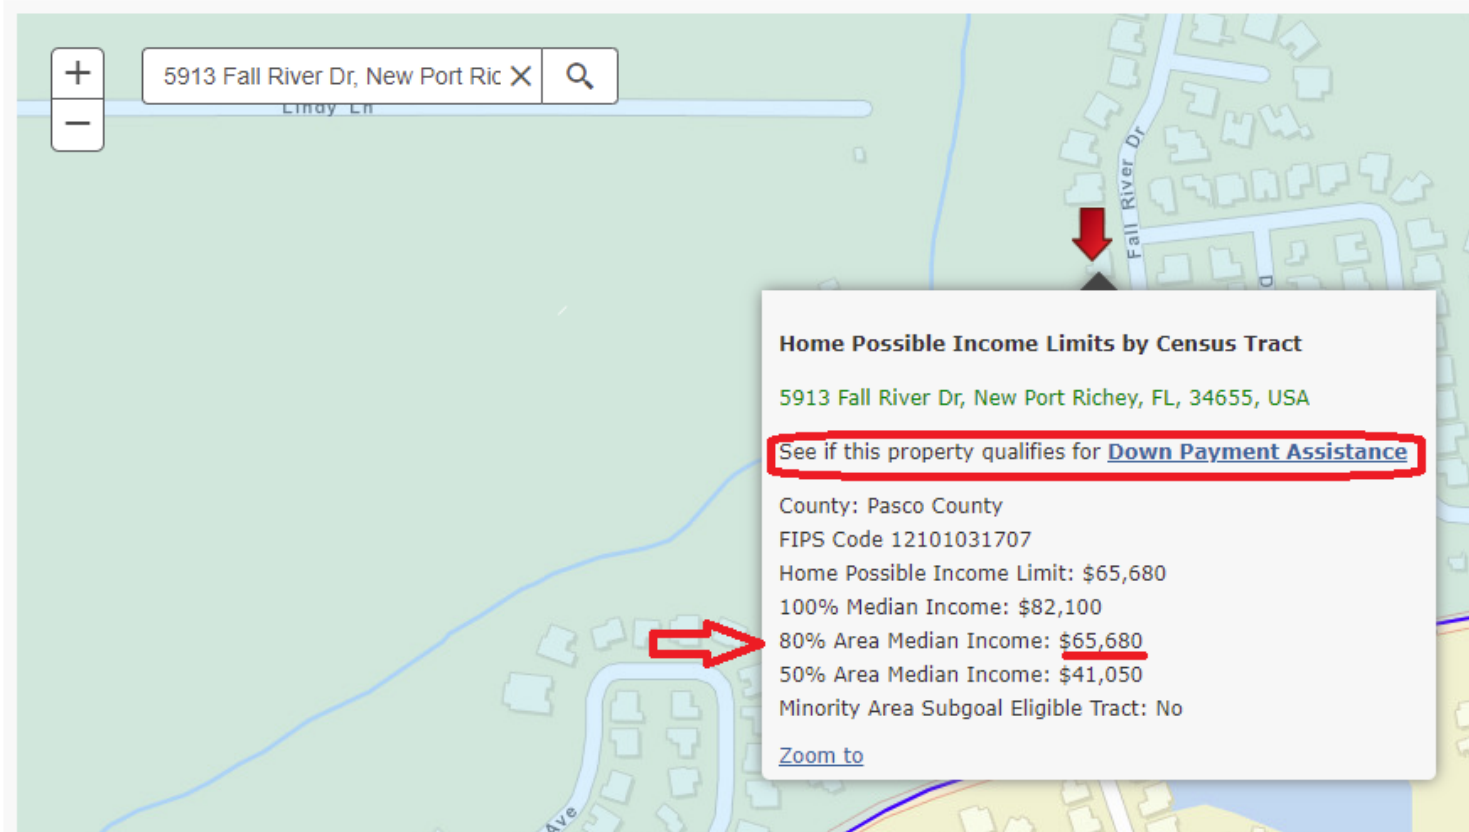 5913 Fall River Dr, New Port Ric
Lindy Ln
Fall River Dr
D
Home Possible Income Limits by Census Tract
5913 Fall River Dr, New Port Richey, FL, 34655, USA
See if this property qualifies for Down Payment Assistance
County: Pasco County
FIPS Code 12101031707
Home Possible Income Limit: $65,680
100% Median Income: $82,100
80% Area Median Income: $65,680
50% Area Median Income: $41,050
Minority Area Subgoal Eligible Tract: No
Zoom to
Ave